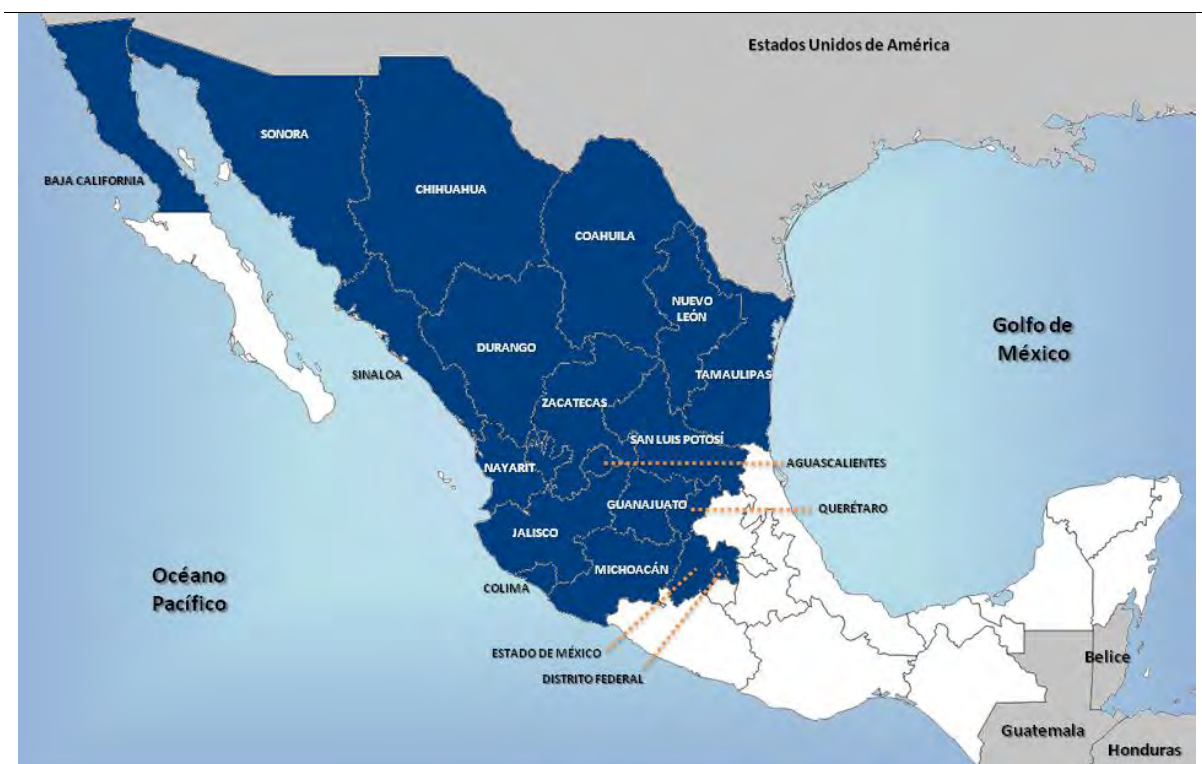 Estados Unidos de América
SONORA
BAJA CALIFORNIA
CHIHUAHUA
COAHUILA
NUEVO
LEÓN
Golfo de
México
DURANGO
SINALOA
TAMAULIPAS
ZACATECAS
SAN LUIS POTOSÍ
NAYARIT
AGUASCALIENTES
GUANAJUATO
QUERÉTARO
JALISCO
MICHOACÁN
Océano
Pacífico
COLIMA
ESTADO DE MÉXICO
DISTRITO FEDERAL
Belice
Guatemala
Honduras